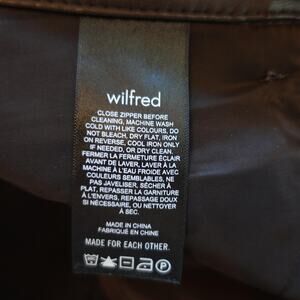 wilfred
CLOSE ZIPPER BEFORE
CLEANING, MACHINE WASH
COLD WITH LIKE COLOURS, DO
NOT BLEACH, DRY FLAT, IRON
ON REVERSE, COOL IRON ONLY
IF NEEDED, OR DRY CLEAN.
FERMER LA FERMETURE ÉCLAIR
AVANT DE LAVER, LAVER À LA
MACHINE À L'EAU FROIDE AVEC
COULEURS SEMBLABLES, NE
PAS JAVELISER, SÉCHER À
PLAT, REPASSER LA GARNITURE
À L'ENVERS, REPASSAGE DOUX
SI NÉCESSAIRE, OU NETTOYER
À SEC.
MADE IN CHINA
FABRIQUÉ EN CHINE
MADE FOR EACH OTHER.
P